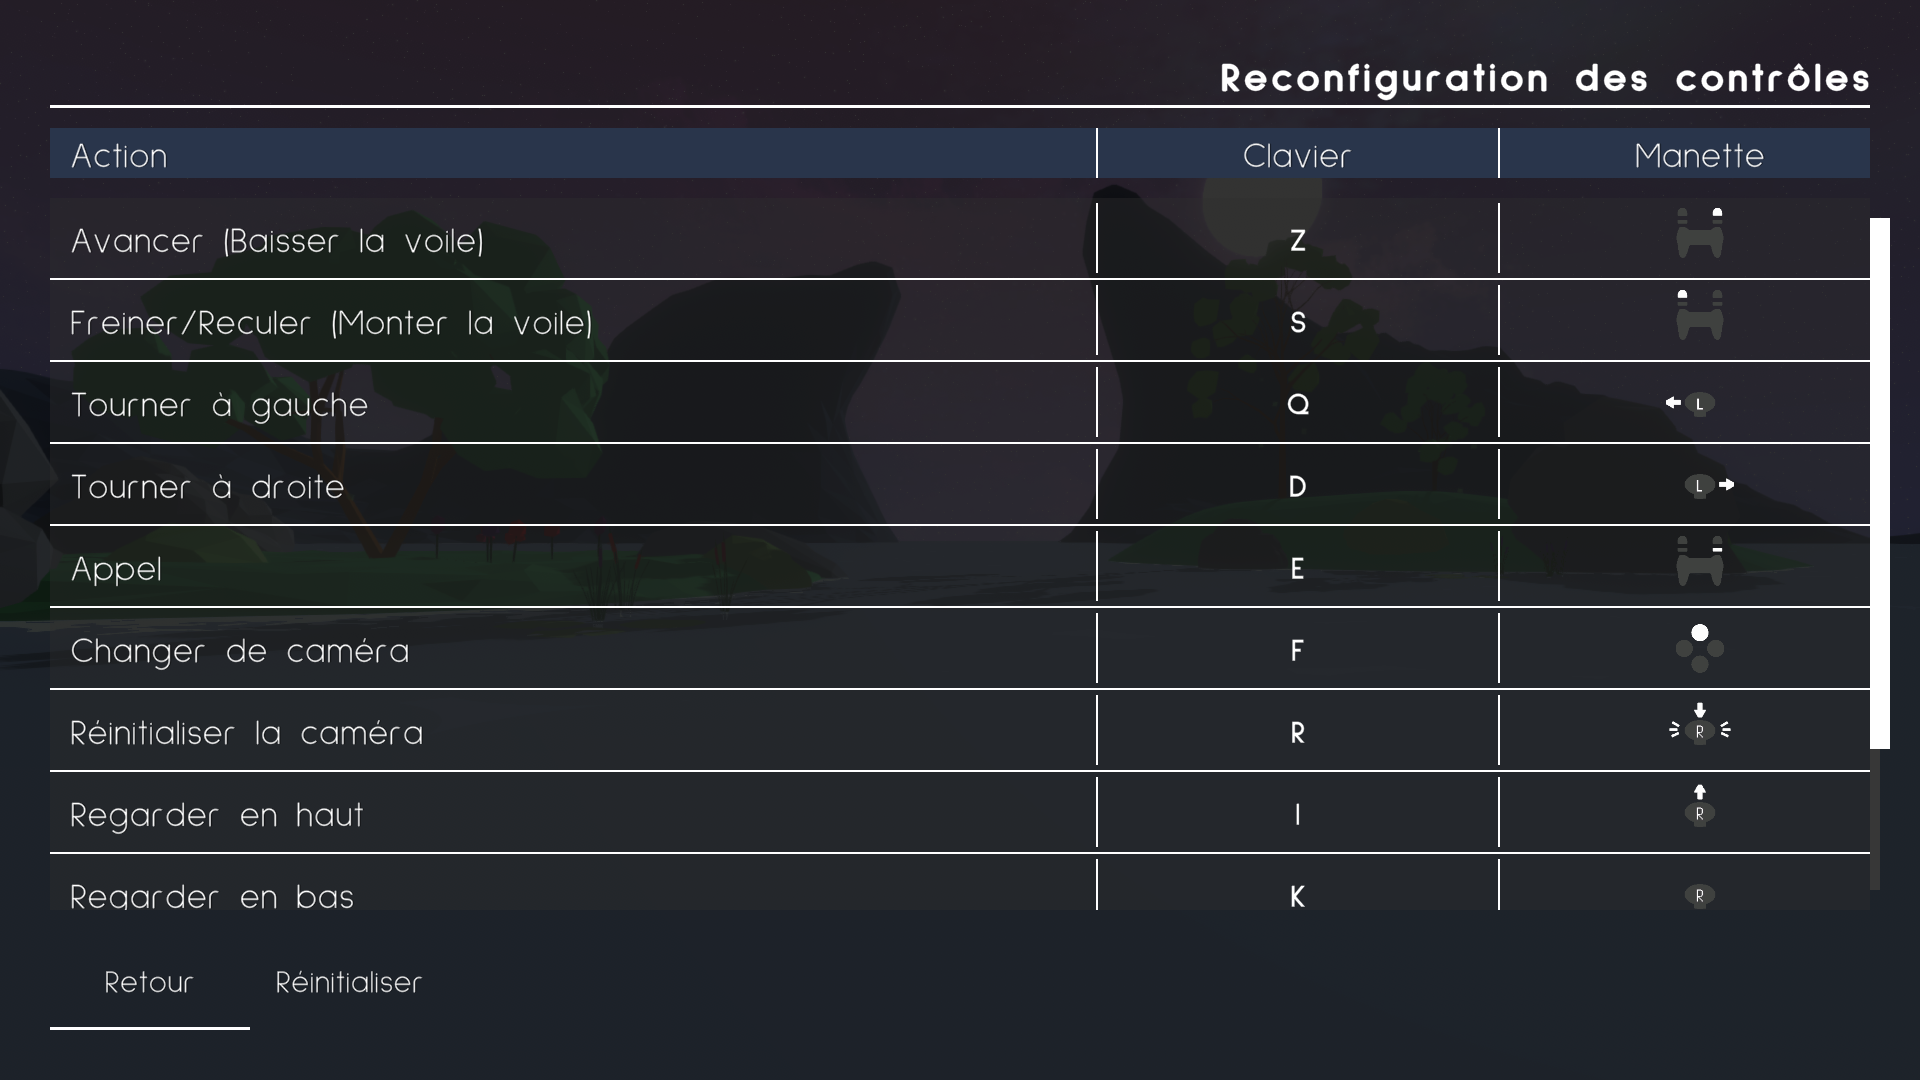 Reconfiguration des contrôles
Action Clavier Manette
Avancer (Baisser la voile) Z
Freiner/Reculer (Monter la voile) S
Tourner à gauche Q L
Tourner à droite D L
Appel E
Changer de caméra F
Réinitialiser la caméra R R
Regarder en haut I R
Regarder en bas K R
Retour Réinitialiser